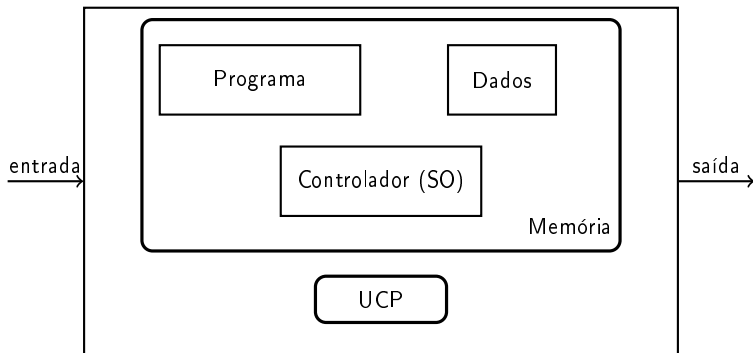 Programa
Dados
entrada
Controlador (SO)
saída
Memória
UCP